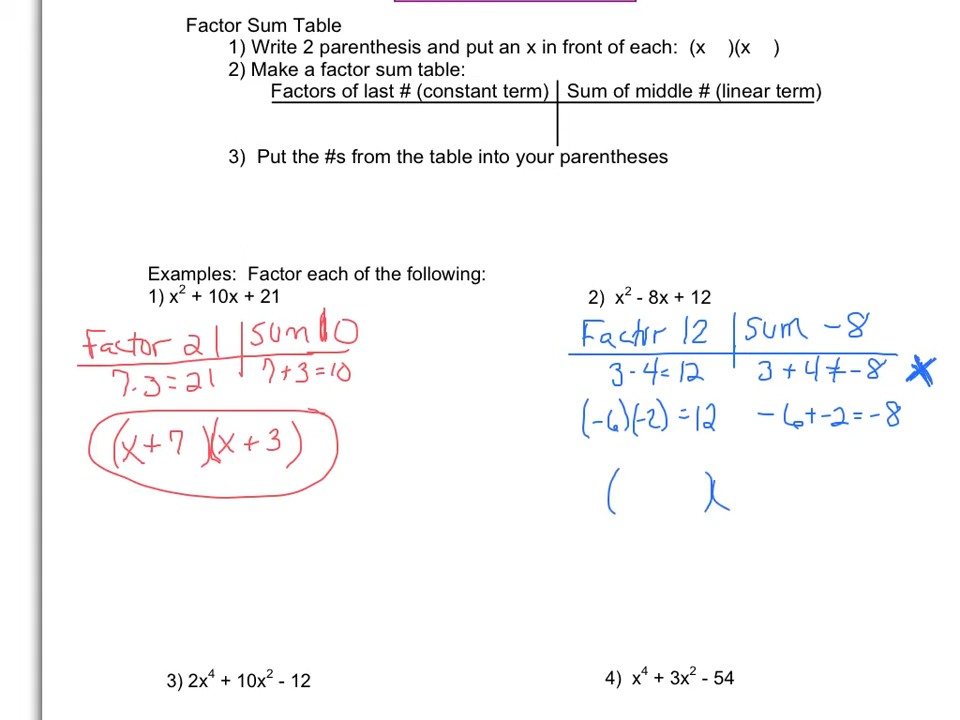 Factor Sum Table
1) Write 2 parenthesis and put an x in front of each: (x )(x )
2) Make a factor sum table:
Factors of last # (constant term) | Sum of middle # (linear term)
3) Put the #s from the table into your parentheses
Examples: Factor each of the following:
1) x² + 10x + 21
Factor 21 | Sum 10
7·3=21 7+3=10
(x+7)(x+3)
2) x² - 8x + 12
Factor 12 | Sum -8
3·4=12 3+4≠-8 ✗
(-6)(-2)=12 -6+-2=-8
( )(
3) 2x⁴ + 10x² - 12
4) x⁴ + 3x² - 54